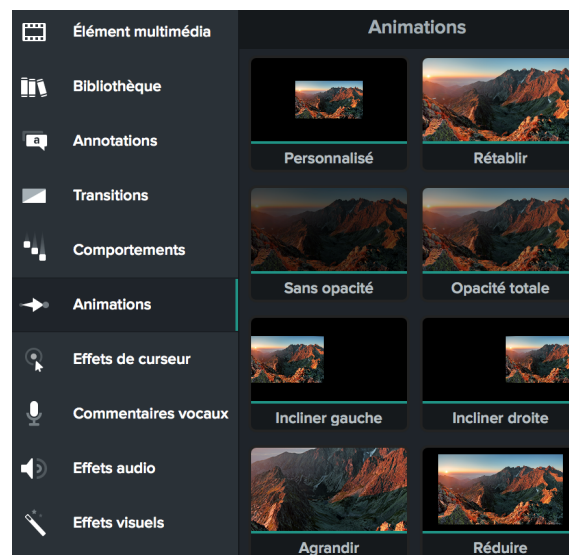 Élément multimédia
Bibliothèque
a
Annotations
Transitions
Comportements
Animations
Effets de curseur
Commentaires vocaux
Effets audio
Effets visuels
Animations
Personnalisé
Rétablir
Sans opacité
Opacité totale
Incliner gauche
Incliner droite
Agrandir
Réduire